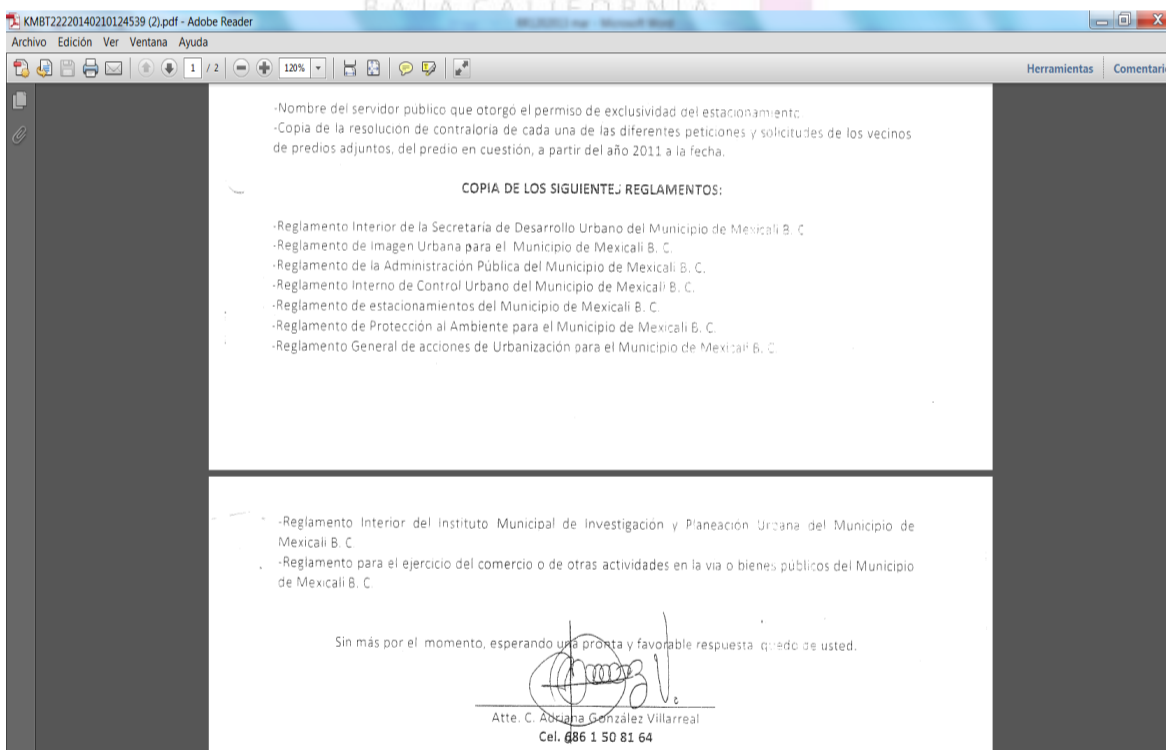 BAJA CALIFORNIA
KMBT22220140210124539 (2).pdf - Adobe Reader
Archivo Edición Ver Ventana Ayuda
1 / 2 120% Herramientas Comentari
-Nombre del servidor público que otorgó el permiso de exclusividad del estacionamiento
-Copia de la resolución de contraloría de cada una de las diferentes peticiones y solicitudes de los vecinos
de predios adjuntos, del predio en cuestión, a partir del año 2011 a la fecha.
COPIA DE LOS SIGUIENTES REGLAMENTOS:
-Reglamento Interior de la Secretaría de Desarrollo Urbano del Municipio de Mexicali B. C
-Reglamento de Imagen Urbana para el Municipio de Mexicali B. C.
-Reglamento de la Administración Pública del Municipio de Mexicali B. C.
-Reglamento Interno de Control Urbano del Municipio de Mexicali B. C.
-Reglamento de estacionamientos del Municipio de Mexicali B. C.
-Reglamento de Protección al Ambiente para el Municipio de Mexicali B. C.
-Reglamento General de acciones de Urbanización para el Municipio de Mexicali B. C
-Reglamento Interior del Instituto Municipal de Investigación y Planeación Urbana del Municipio de
Mexicali B. C.
-Reglamento para el ejercicio del comercio o de otras actividades en la vía o bienes públicos del Municipio
de Mexicali B. C.
Sin más por el momento, esperando una pronta y favorable respuesta quedo de usted.
Atte. C. Adriana González Villarreal
Cel. 686 1 50 81 64